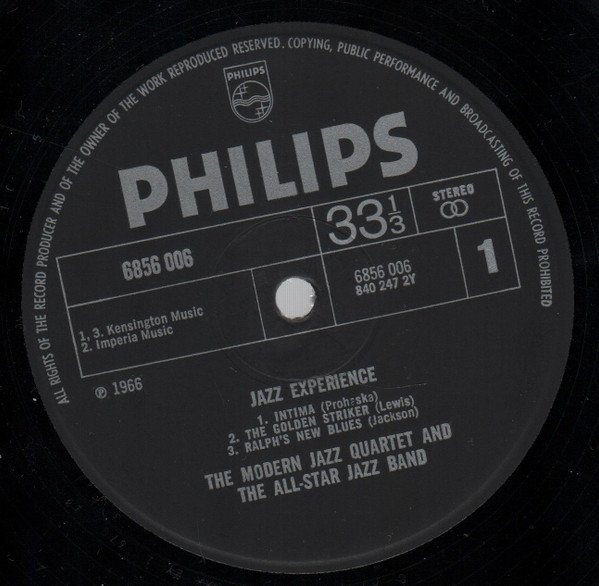 ALL RIGHTS OF THE RECORD PRODUCER AND OF THE OWNER OF THE WORK REPRODUCED RESERVED. COPYING, PUBLIC PERFORMANCE AND BROADCASTING OF THIS RECORD PROHIBITED
PHILIPS
PHILIPS
33⅓
STEREO
6856 006
6856 006
840 247 2Y
1
1, 3. Kensington Music
2. Imperia Music
℗ 1966
JAZZ EXPERIENCE
1. INTIMA (Prohaska)
2. THE GOLDEN STRIKER (Lewis)
3. RALPH'S NEW BLUES (Jackson)
THE MODERN JAZZ QUARTET AND
THE ALL-STAR JAZZ BAND